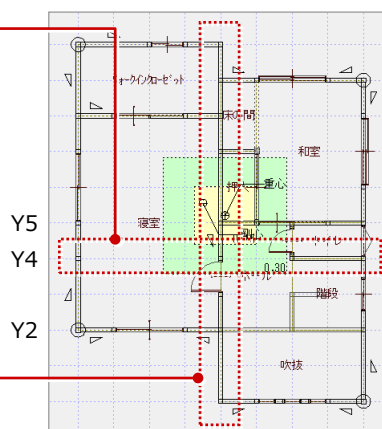 ウォークインクローゼット
床の間
和室
押入
重心
寝室
剛心
トイレ
Y5
Y4
0.30
ホール
階段
Y2
吹抜